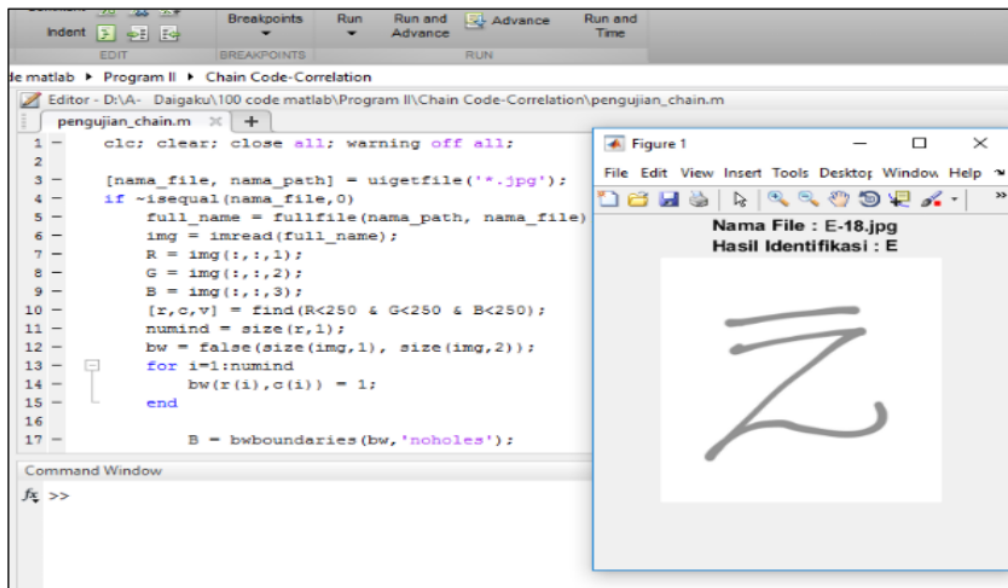 Breakpoints Run Run and Advance Advance Run and Time
Indent
EDIT BREAKPOINTS RUN
de matlab ▸ Program II ▸ Chain Code-Correlation
Editor - D:\A- Daigaku\100 code matlab\Program II\Chain Code-Correlation\pengujian_chain.m
pengujian_chain.m × +
1 - clc; clear; close all; warning off all;
2
3 - [nama_file, nama_path] = uigetfile('*.jpg');
4 - if ~isequal(nama_file,0)
5 - full_name = fullfile(nama_path, nama_file)
6 - img = imread(full_name);
7 - R = img(:,:,1);
8 - G = img(:,:,2);
9 - B = img(:,:,3);
10 - [r,c,v] = find(R<250 & G<250 & B<250);
11 - numind = size(r,1);
12 - bw = false(size(img,1), size(img,2));
13 - for i=1:numind
14 - bw(r(i),c(i)) = 1;
15 - end
16
17 - B = bwboundaries(bw,'noholes');
Command Window
fx >>
Figure 1
File Edit View Insert Tools Desktop Window Help
Nama File : E-18.jpg
Hasil Identifikasi : E
え